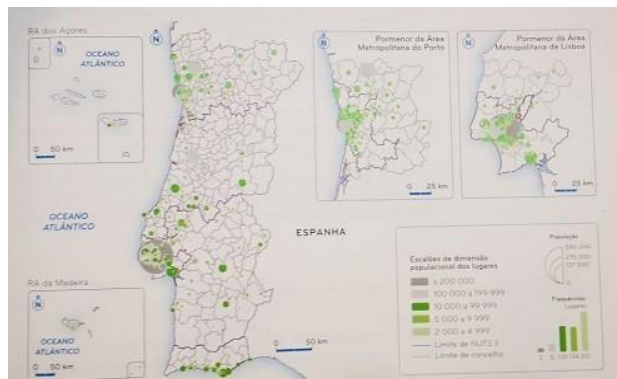 RA dos Açores
N
OCEANO
ATLÂNTICO
0 50 km
N
Pormenor da Área
Metropolitana do Porto
N
0 25 km
Pormenor da Área
Metropolitana de Lisboa
N
0 25 km
OCEANO
ATLÂNTICO
ESPANHA
RA da Madeira
N
OCEANO
ATLÂNTICO
0 50 km
0 50 km
Escalões de dimensão
populacional dos lugares
≥ 200 000
100 000 a 199 999
10 000 a 99 999
5 000 a 9 999
2 000 a 4 999
Limite de NUTS II
Limite de concelho
População
0
Frequências
Lugares